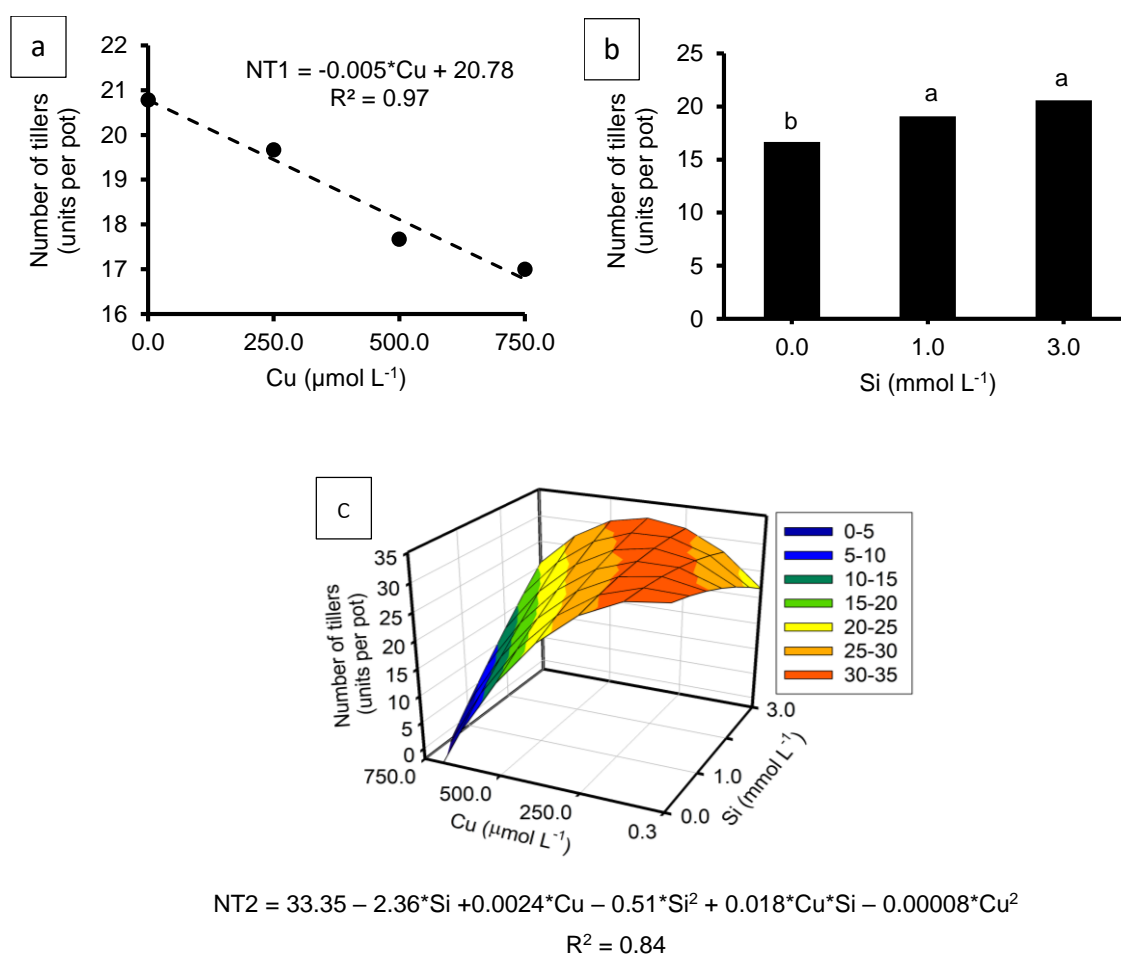 a
Number of tillers
(units per pot)
22
21
20
19
18
17
16
NT1 = -0.005*Cu + 20.78
R² = 0.97
0.0 250.0 500.0 750.0
Cu (µmol L⁻¹)
b
Number of tillers
(units per pot)
25
20
15
10
5
0
b a a
0.0 1.0 3.0
Si (mmol L⁻¹)
c
Number of tillers
(units per pot)
35
30
25
20
15
10
5
0
750.0 500.0 250.0 0.3
Cu (µmol L⁻¹)
0.0 1.0 3.0
Si (mmol L⁻¹)
0-5
5-10
10-15
15-20
20-25
25-30
30-35
NT2 = 33.35 – 2.36*Si +0.0024*Cu – 0.51*Si² + 0.018*Cu*Si – 0.00008*Cu²
R² = 0.84